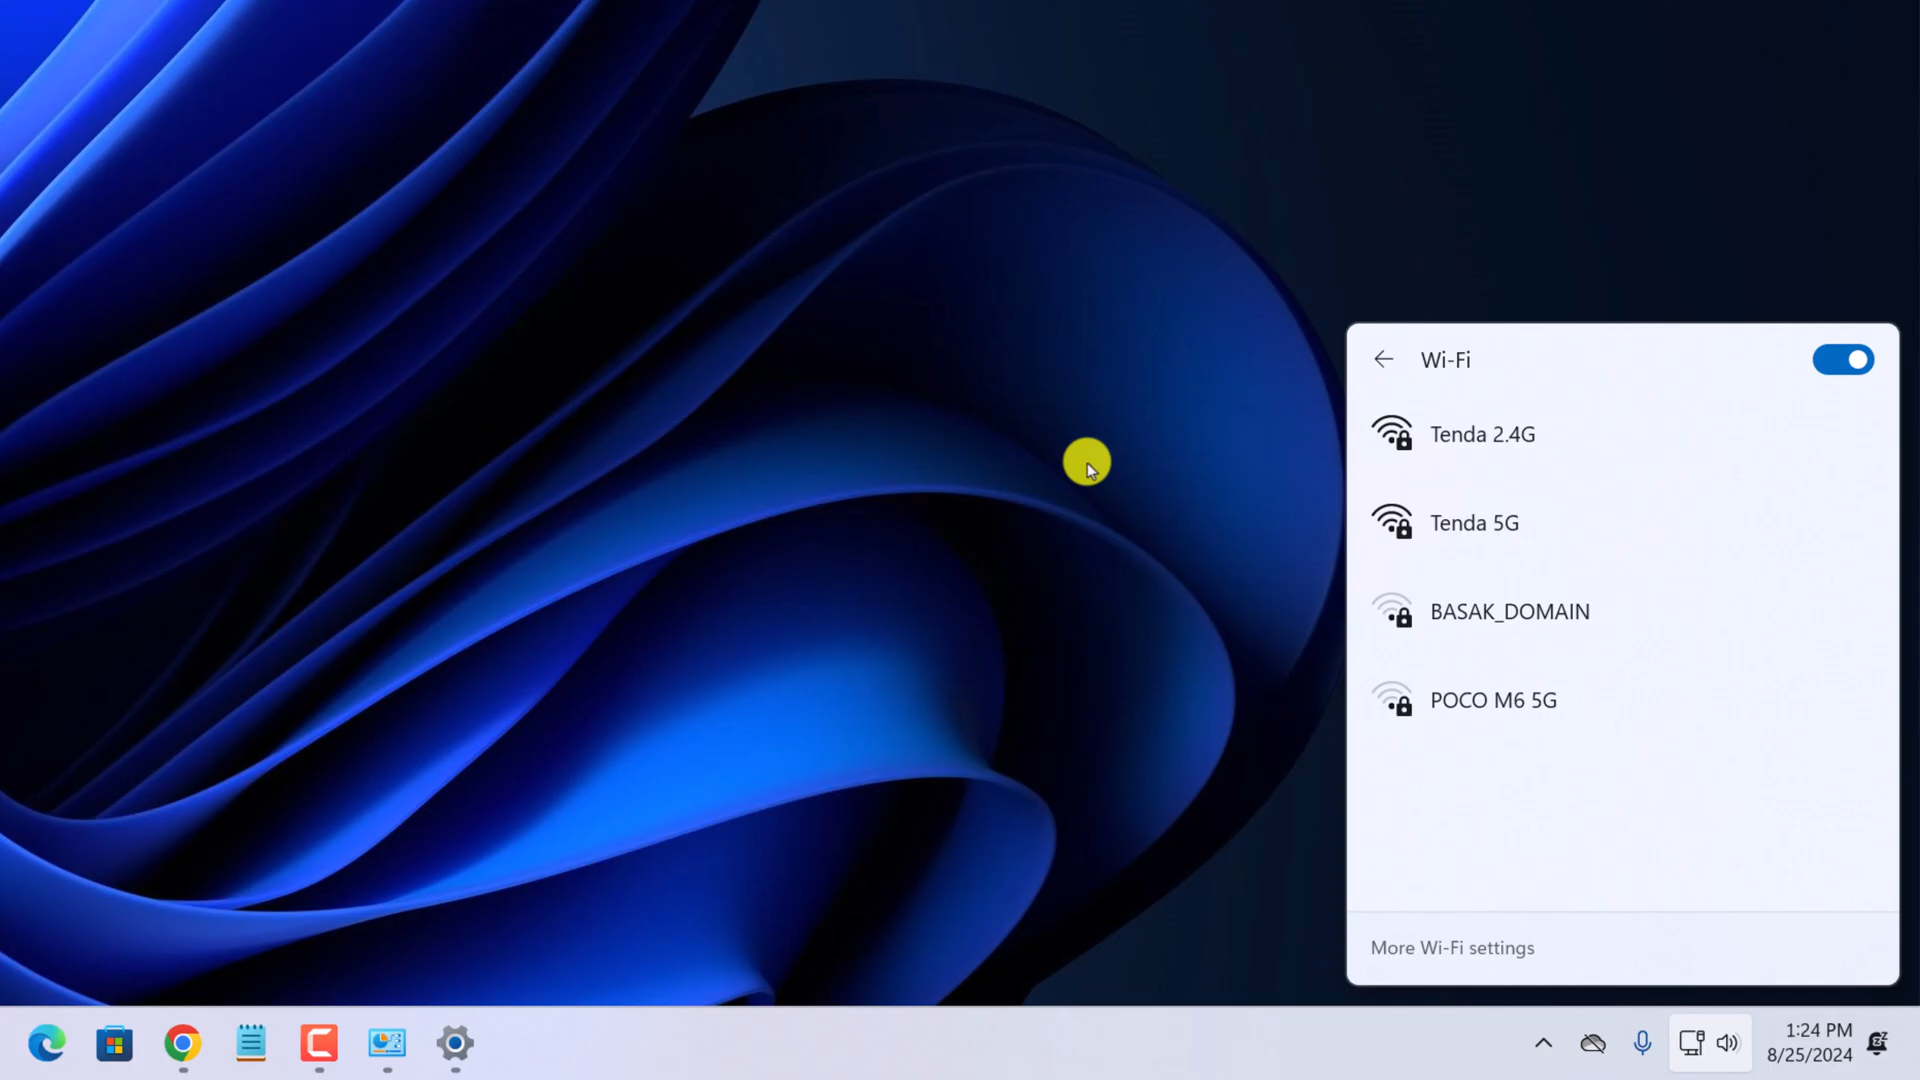 Wi-Fi
Tenda 2.4G
Tenda 5G
BASAK_DOMAIN
POCO M6 5G
More Wi-Fi settings
1:24 PM
8/25/2024